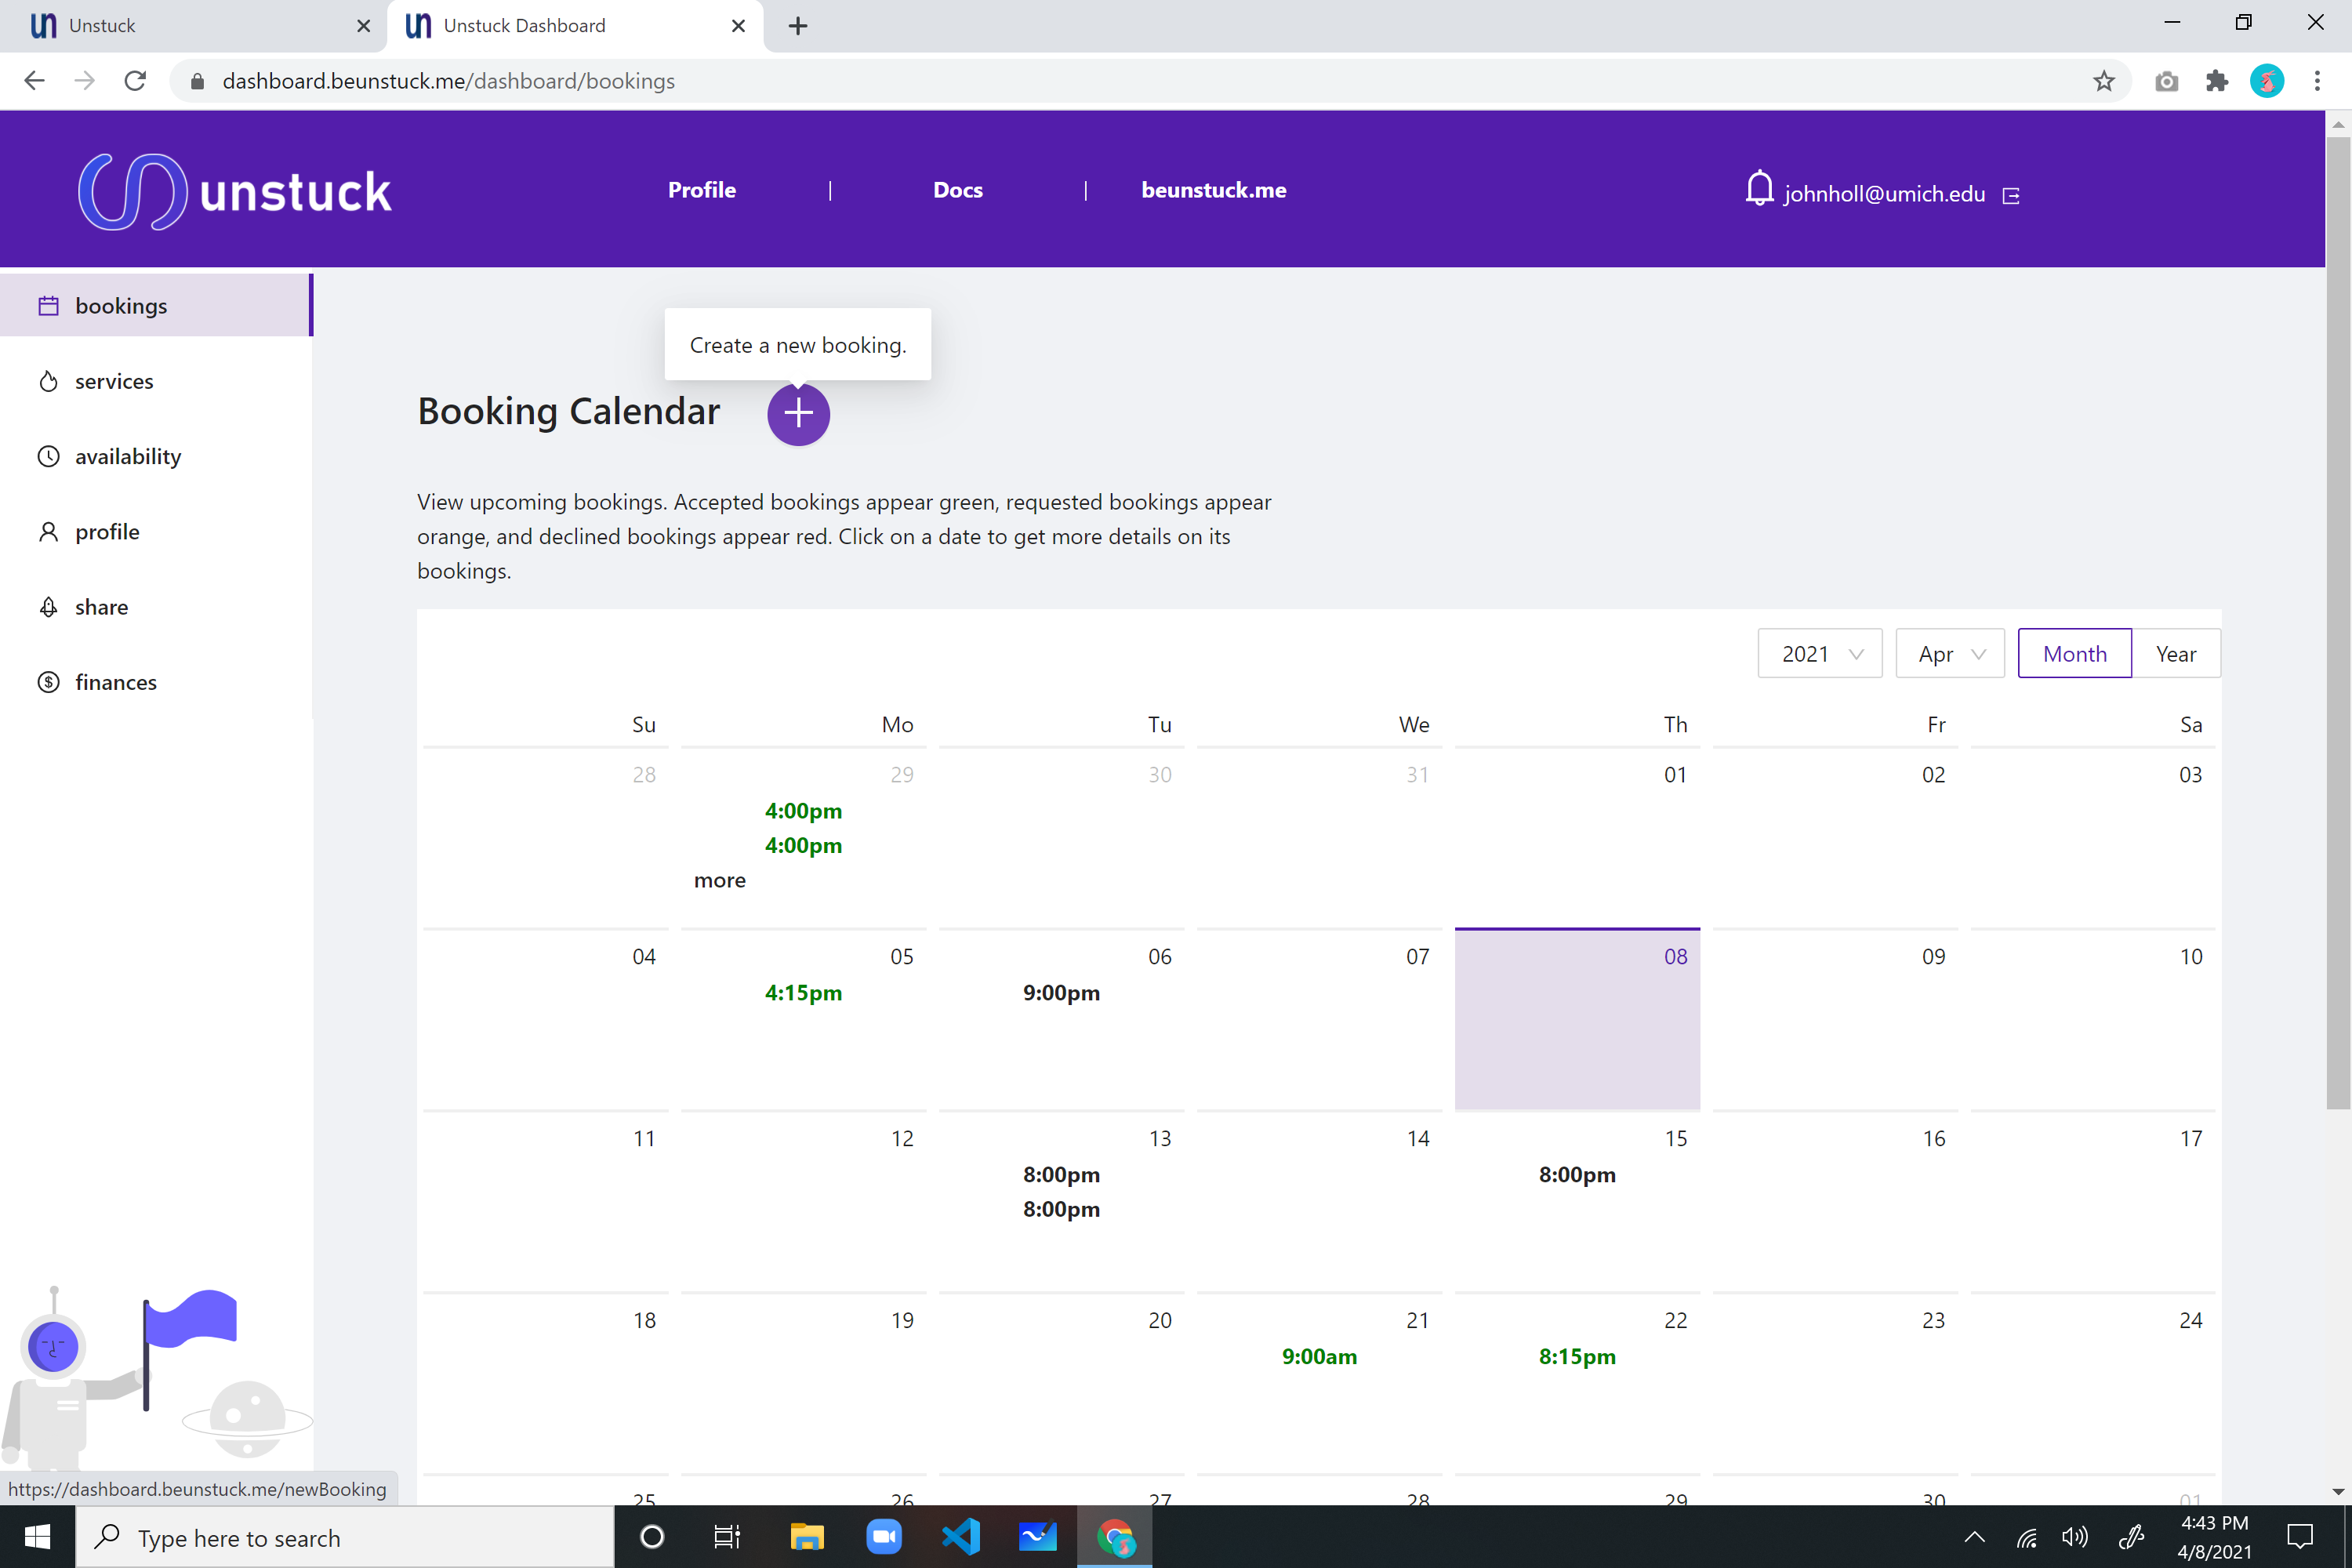 un Unstuck
un Unstuck Dashboard
dashboard.beunstuck.me/dashboard/bookings
unstuck
Profile | Docs | beunstuck.me
johnholl@umich.edu
bookings
services
availability
profile
share
finances
Create a new booking.
Booking Calendar
View upcoming bookings. Accepted bookings appear green, requested bookings appear
orange, and declined bookings appear red. Click on a date to get more details on its
bookings.
2021 Apr Month Year
Su Mo Tu We Th Fr Sa
28 29 30 31 01 02 03
4:00pm
4:00pm
more
04 05 06 07 08 09 10
4:15pm 9:00pm
11 12 13 14 15 16 17
8:00pm 8:00pm
8:00pm
18 19 20 21 22 23 24
9:00am 8:15pm
25 26 27 28 29 30 01
https://dashboard.beunstuck.me/newBooking
Type here to search
4:43 PM
4/8/2021